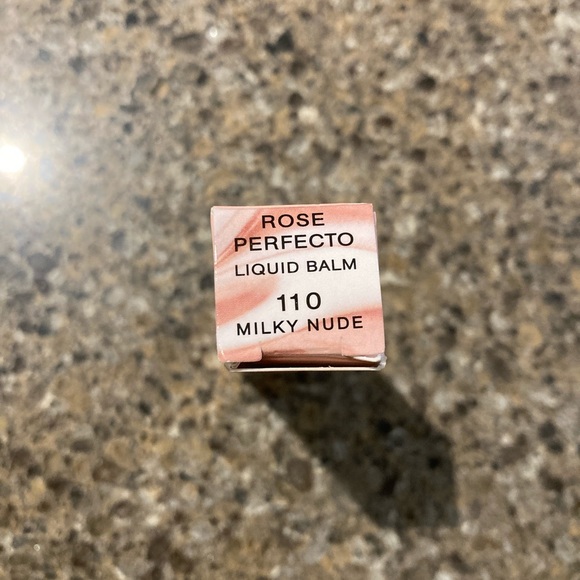 ROSE
PERFECTO
LIQUID BALM
110
MILKY NUDE